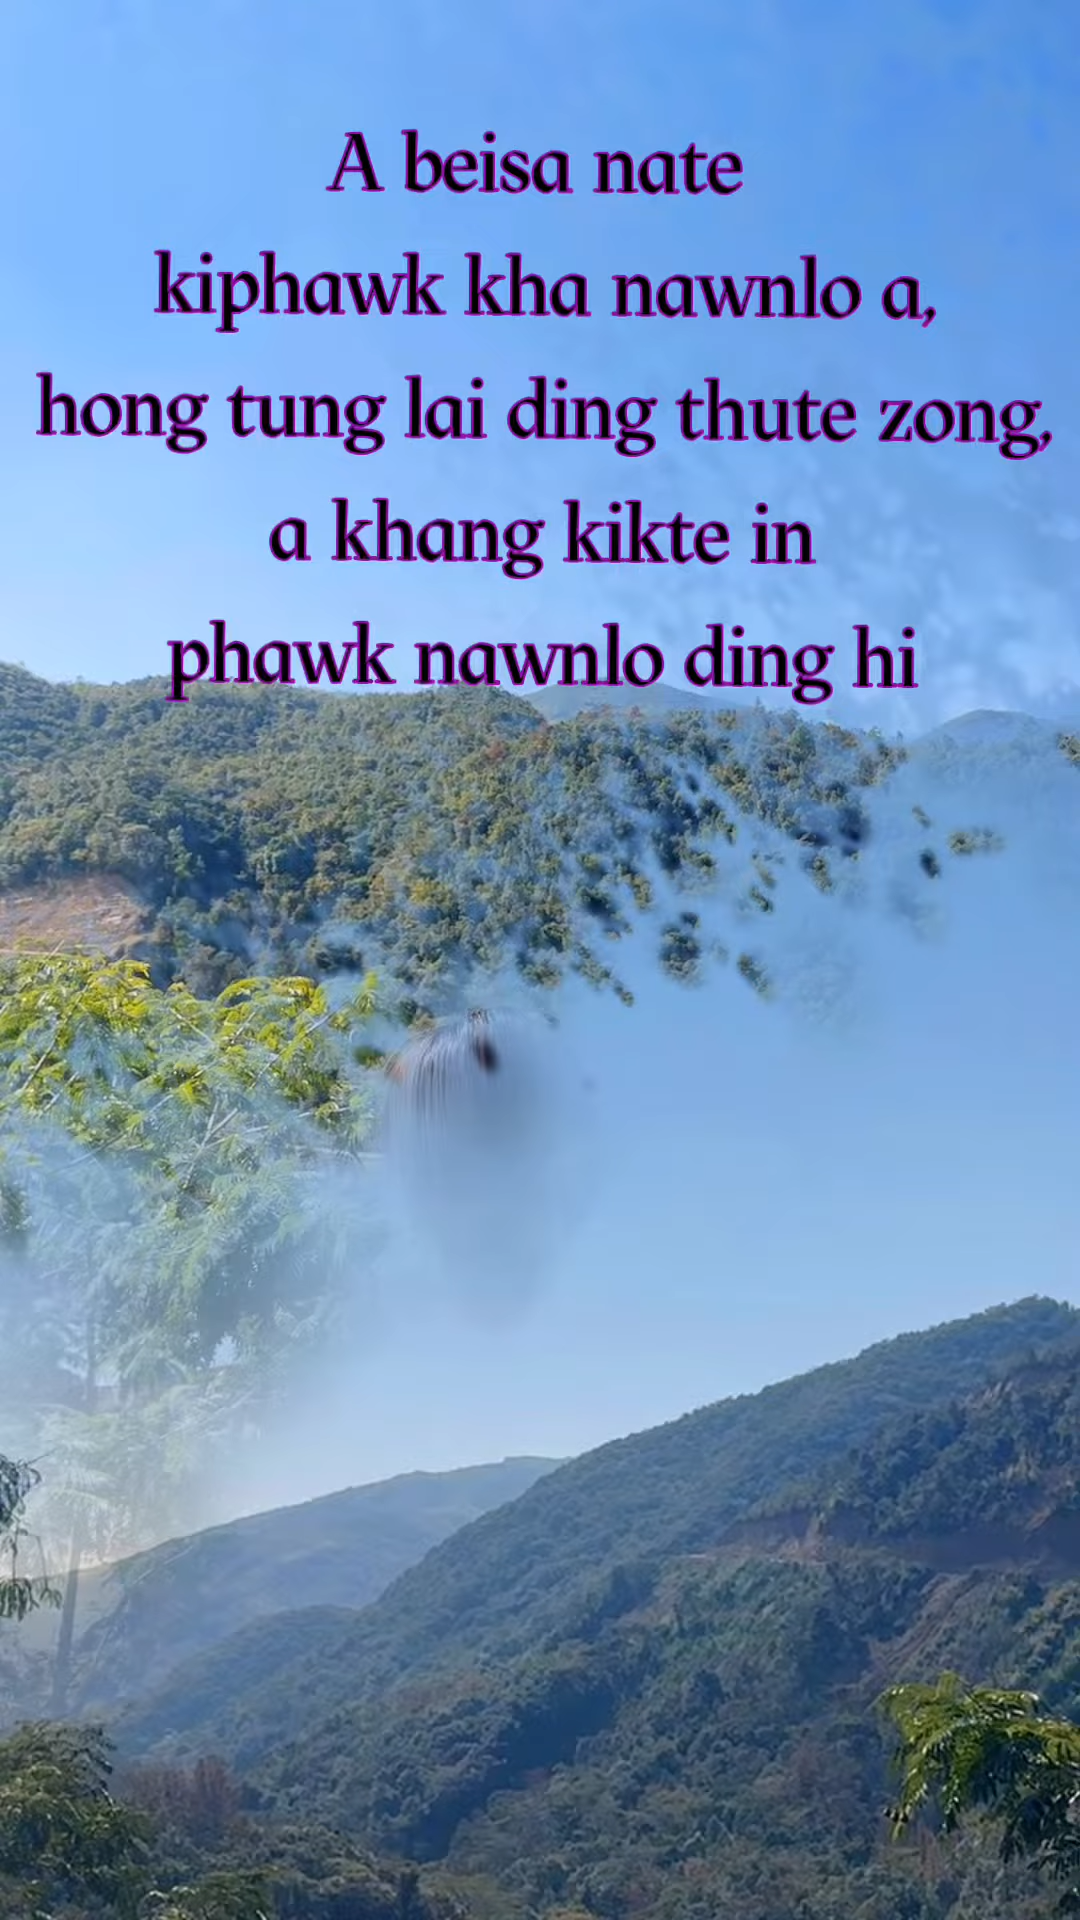 A beisa nate
kiphawk kha nawnlo a,
hong tung lai ding thute zong,
a khang kikte in
phawk nawnlo ding hi